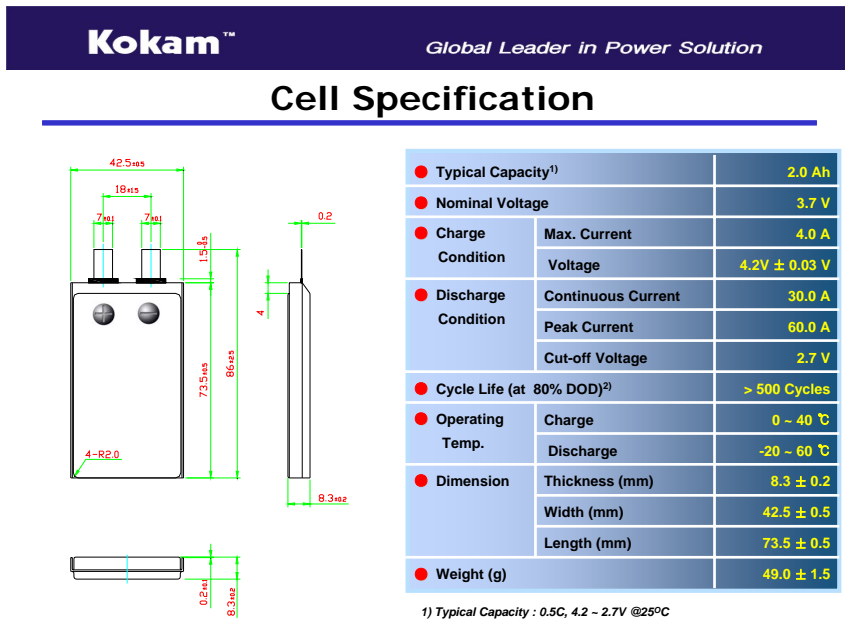 Kokam™
Global Leader in Power Solution
Cell Specification
42.5±0.5
18±1.5
7±0.1 7±0.1
1.5-0.5 0
0.2
4
73.5±0.5
86±2.5
4-R2.0
8.3±0.2
0.2±0.1
8.3±0.2
Typical Capacity1) 2.0 Ah
Nominal Voltage 3.7 V
Charge Condition Max. Current 4.0 A
Voltage 4.2V ± 0.03 V
Discharge Condition Continuous Current 30.0 A
Peak Current 60.0 A
Cut-off Voltage 2.7 V
Cycle Life (at 80% DOD)2) > 500 Cycles
Operating Temp. Charge 0 ~ 40 ℃
Discharge -20 ~ 60 ℃
Dimension Thickness (mm) 8.3 ± 0.2
Width (mm) 42.5 ± 0.5
Length (mm) 73.5 ± 0.5
Weight (g) 49.0 ± 1.5
1) Typical Capacity : 0.5C, 4.2 ~ 2.7V @25ºC